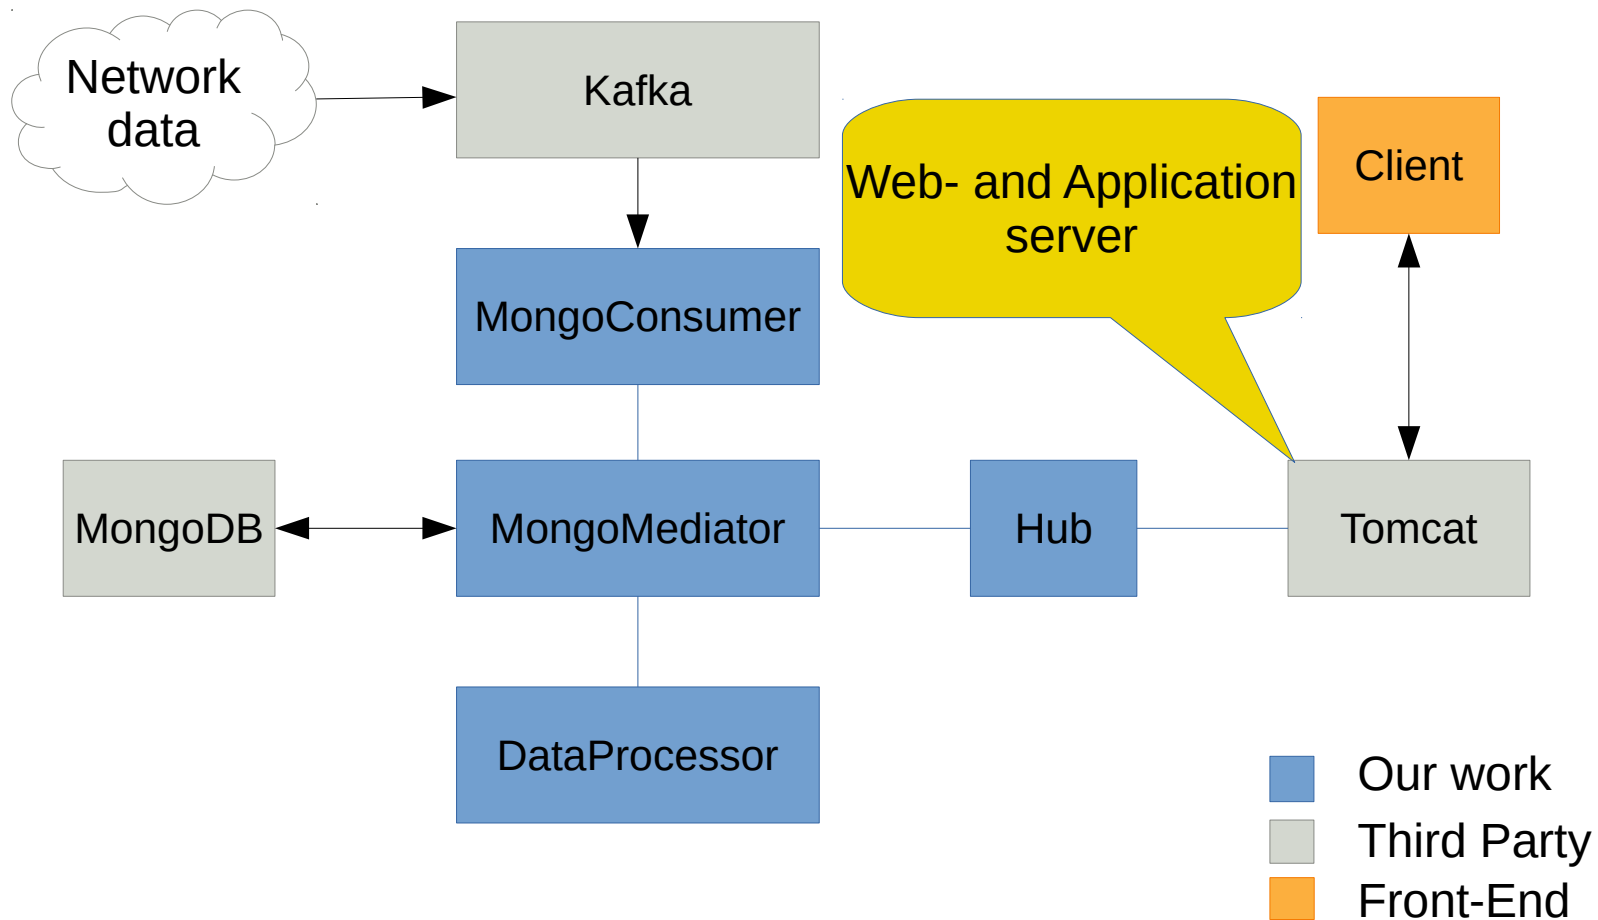 Network
data
Kafka
Web- and Application
server
Client
MongoConsumer
MongoDB
MongoMediator
Hub
Tomcat
DataProcessor
Our work
Third Party
Front-End